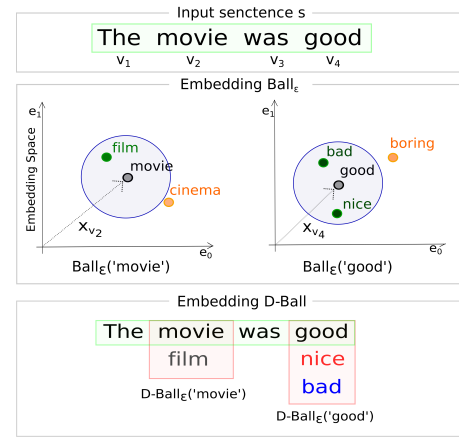 Input senctence s
The movie was good
v1 v2 v3 v4
Embedding Ballε
e1
Embedding Space
film
movie
cinema
xv2
e0
Ballε('movie')
e1
bad
boring
good
nice
xv4
e0
Ballε('good')
Embedding D-Ball
The movie was good
film nice
bad
D-Ballε('movie')
D-Ballε('good')